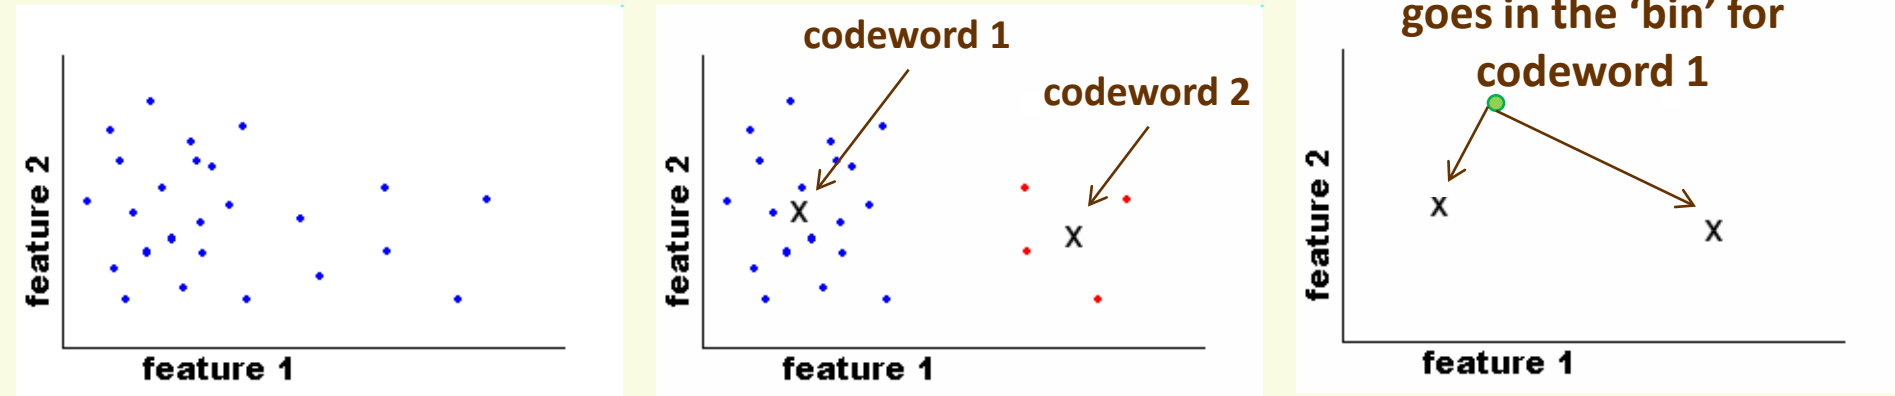 feature 2
feature 1
codeword 1
codeword 2
X
X
feature 2
feature 1
goes in the ‘bin’ for
codeword 1
X
X
feature 2
feature 1